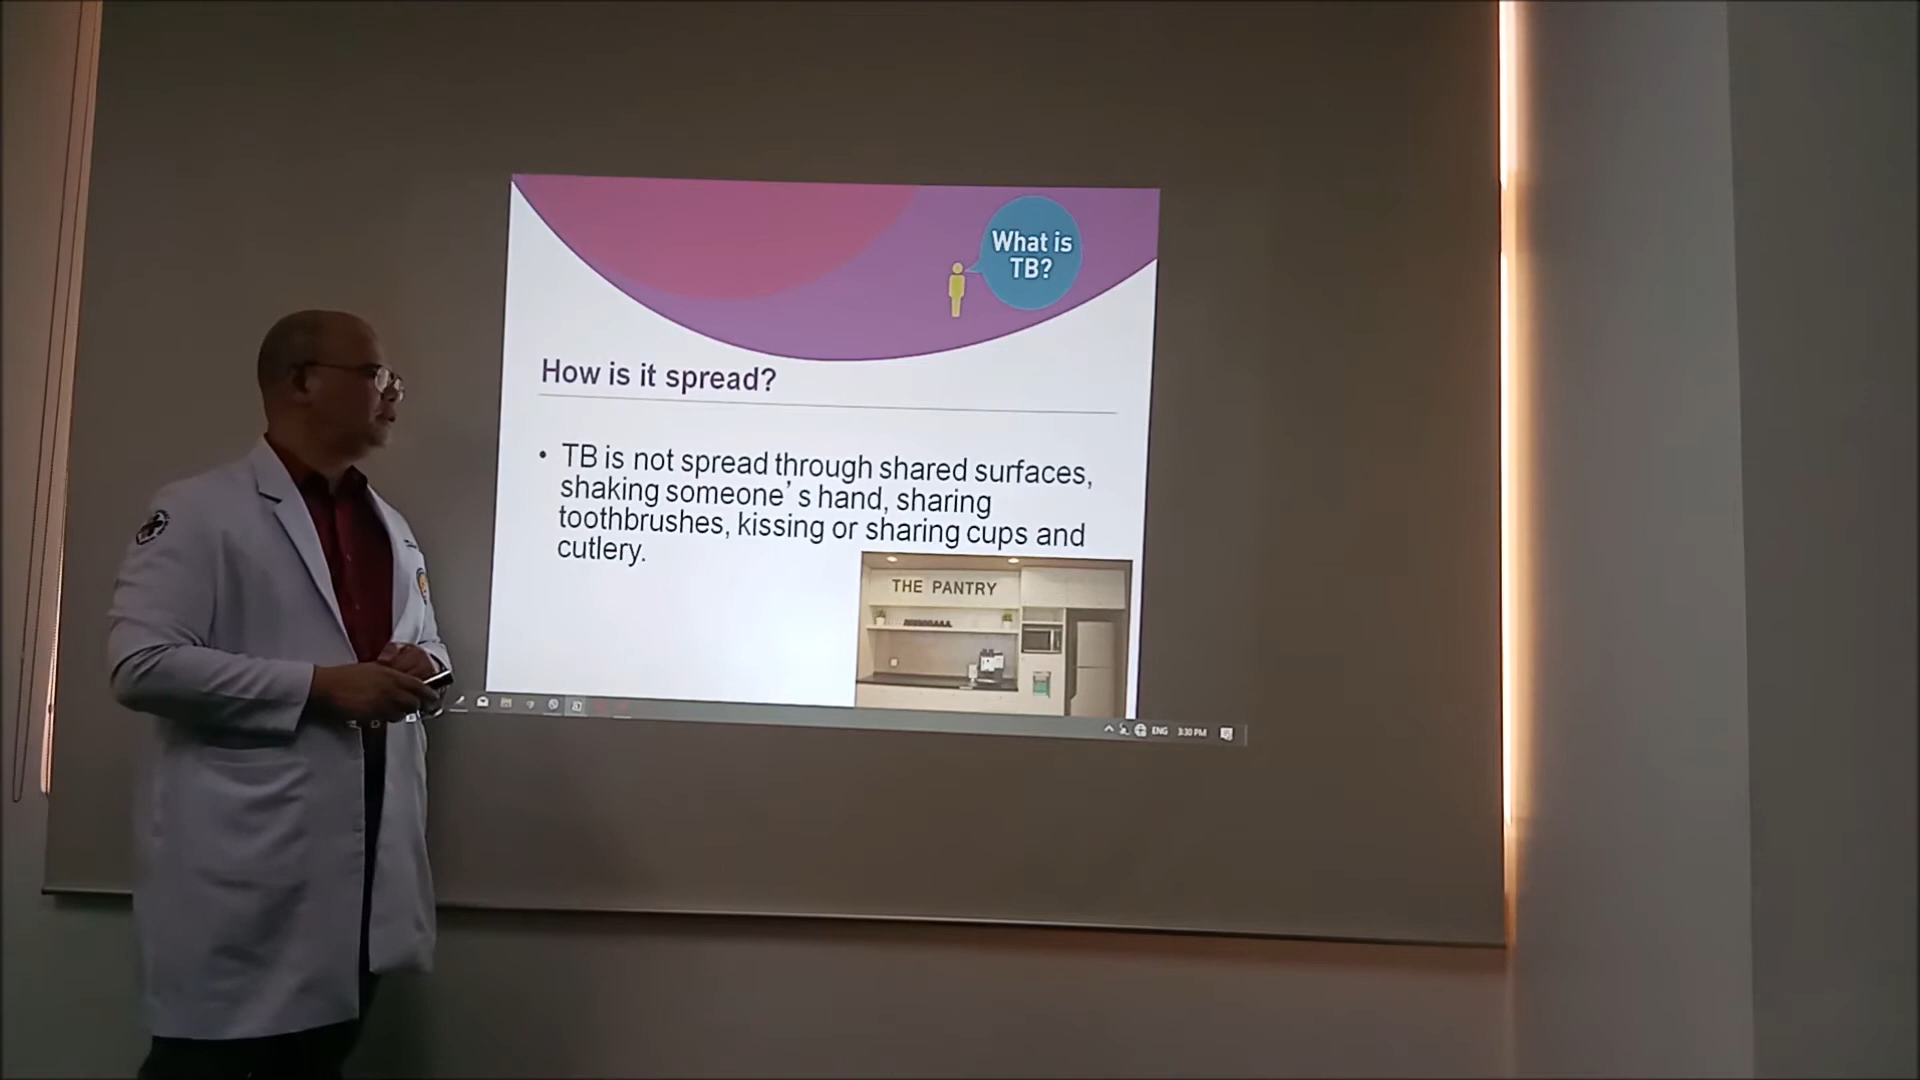 What is
TB?
How is it spread?
• TB is not spread through shared surfaces,
shaking someone’s hand, sharing
toothbrushes, kissing or sharing cups and
cutlery.
THE PANTRY
ENG 3:30 PM